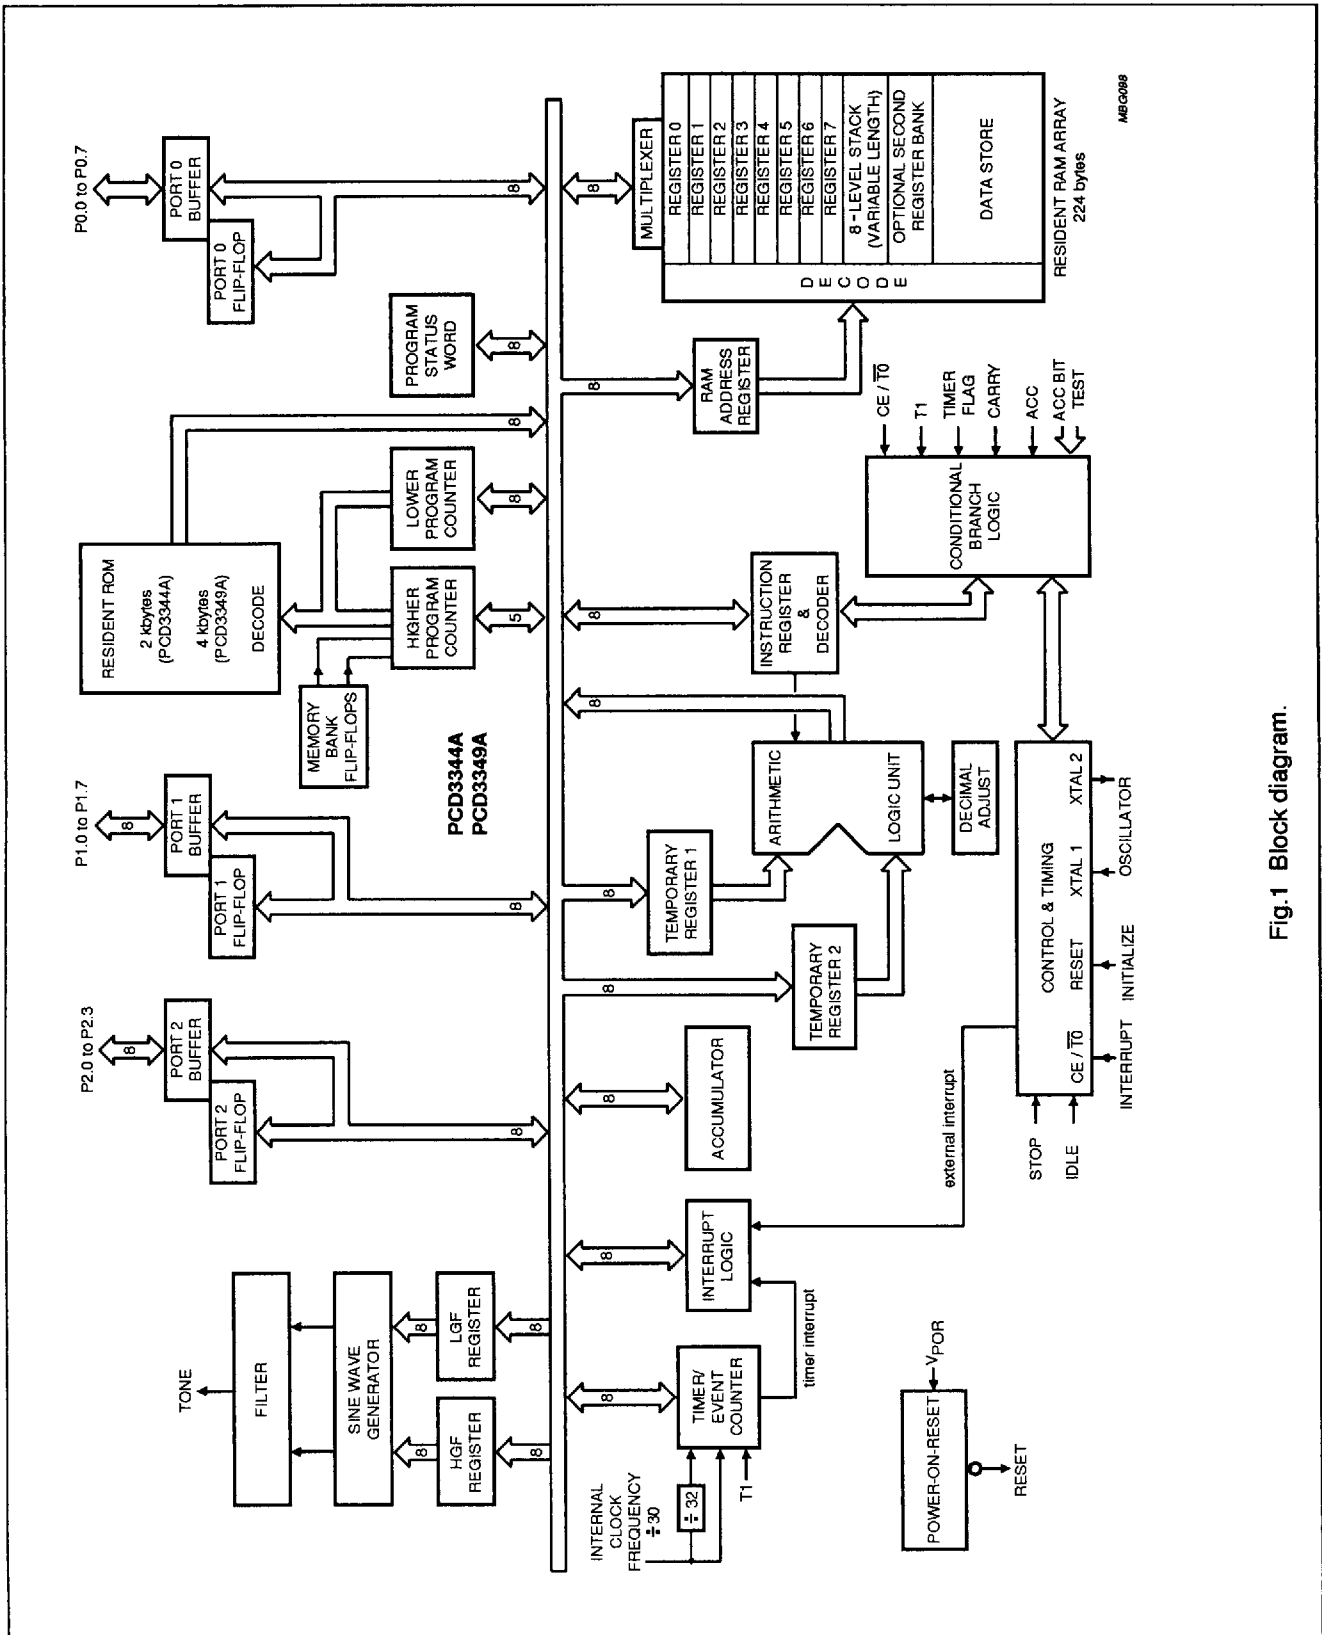 TONE
FILTER
SINE WAVE
GENERATOR
8
8
HGF
REGISTER
LGF
REGISTER
8
8
P2.0 to P2.3
8
PORT 2
BUFFER
PORT 2
FLIP-FLOP
8
P1.0 to P1.7
8
PORT 1
BUFFER
PORT 1
FLIP-FLOP
8
RESIDENT ROM
2 kbytes
(PCD3344A)
4 kbytes
(PCD3349A)
DECODE
MEMORY
BANK
FLIP-FLOPS
HIGHER
PROGRAM
COUNTER
5
LOWER
PROGRAM
COUNTER
8
8
PROGRAM
STATUS
WORD
8
P0.0 to P0.7
PORT 0
BUFFER
PORT 0
FLIP-FLOP
8
PCD3344A
PCD3349A
INTERNAL
CLOCK
FREQUENCY
÷30
÷ 32
T1
8
TIMER/
EVENT
COUNTER
timer interrupt
8
INTERRUPT
LOGIC
external interrupt
8
ACCUMULATOR
8
TEMPORARY
REGISTER 2
8
TEMPORARY
REGISTER 1
ARITHMETIC
LOGIC UNIT
8
DECIMAL
ADJUST
8
INSTRUCTION
REGISTER
&
DECODER
8
RAM
ADDRESS
REGISTER
8
MULTIPLEXER
DECODE
REGISTER 0
REGISTER 1
REGISTER 2
REGISTER 3
REGISTER 4
REGISTER 5
REGISTER 6
REGISTER 7
8 - LEVEL STACK
(VARIABLE LENGTH)
OPTIONAL SECOND
REGISTER BANK
DATA STORE
RESIDENT RAM ARRAY
224 bytes
CONDITIONAL
BRANCH
LOGIC
CE / T0
T1
TIMER
FLAG
CARRY
ACC
ACC BIT
TEST
CONTROL & TIMING
CE / T0
RESET
XTAL 1
XTAL 2
STOP
IDLE
INTERRUPT
INITIALIZE
OSCILLATOR
POWER-ON-RESET
VPOR
RESET
MBG098
Fig.1 Block diagram.